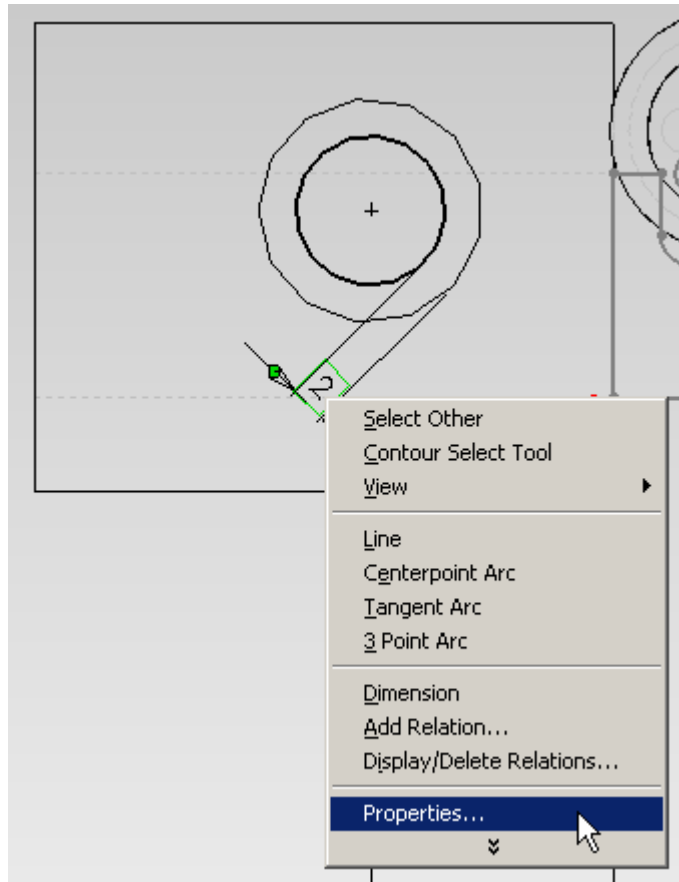 2
Select Other
Contour Select Tool
View
Line
Centerpoint Arc
Tangent Arc
3 Point Arc
Dimension
Add Relation...
Display/Delete Relations...
Properties...